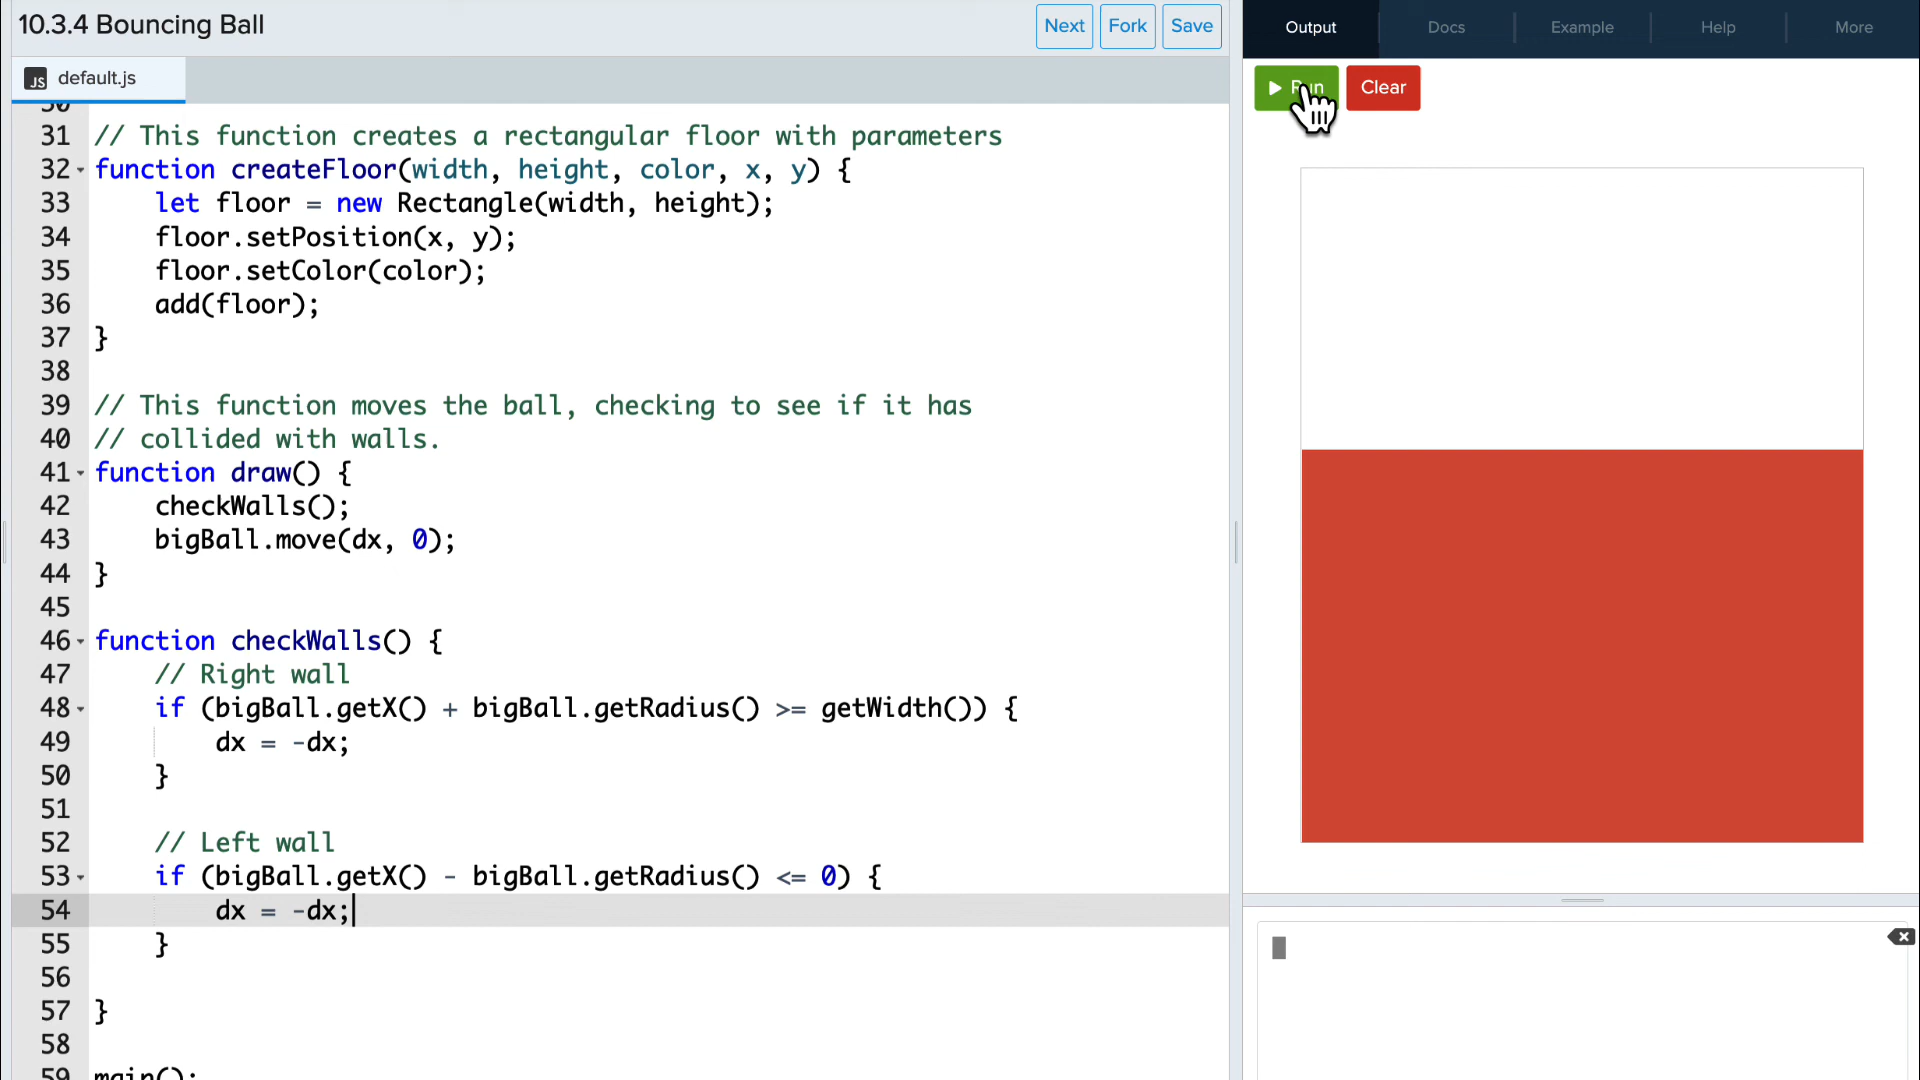 10.3.4 Bouncing Ball
Next Fork Save
Output Docs Example Help More
JS default.js
Run Clear
30
31 // This function creates a rectangular floor with parameters
32 function createFloor(width, height, color, x, y) {
33 let floor = new Rectangle(width, height);
34 floor.setPosition(x, y);
35 floor.setColor(color);
36 add(floor);
37 }
38
39 // This function moves the ball, checking to see if it has
40 // collided with walls.
41 function draw() {
42 checkWalls();
43 bigBall.move(dx, 0);
44 }
45
46 function checkWalls() {
47 // Right wall
48 if (bigBall.getX() + bigBall.getRadius() >= getWidth()) {
49 dx = -dx;
50 }
51
52 // Left wall
53 if (bigBall.getX() - bigBall.getRadius() <= 0) {
54 dx = -dx;
55 }
56
57 }
58
59 main();